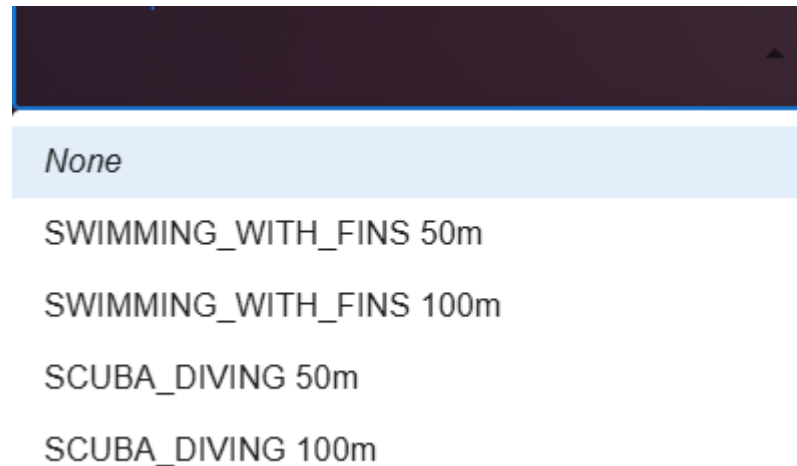 None
SWIMMING_WITH_FINS 50m
SWIMMING_WITH_FINS 100m
SCUBA_DIVING 50m
SCUBA_DIVING 100m